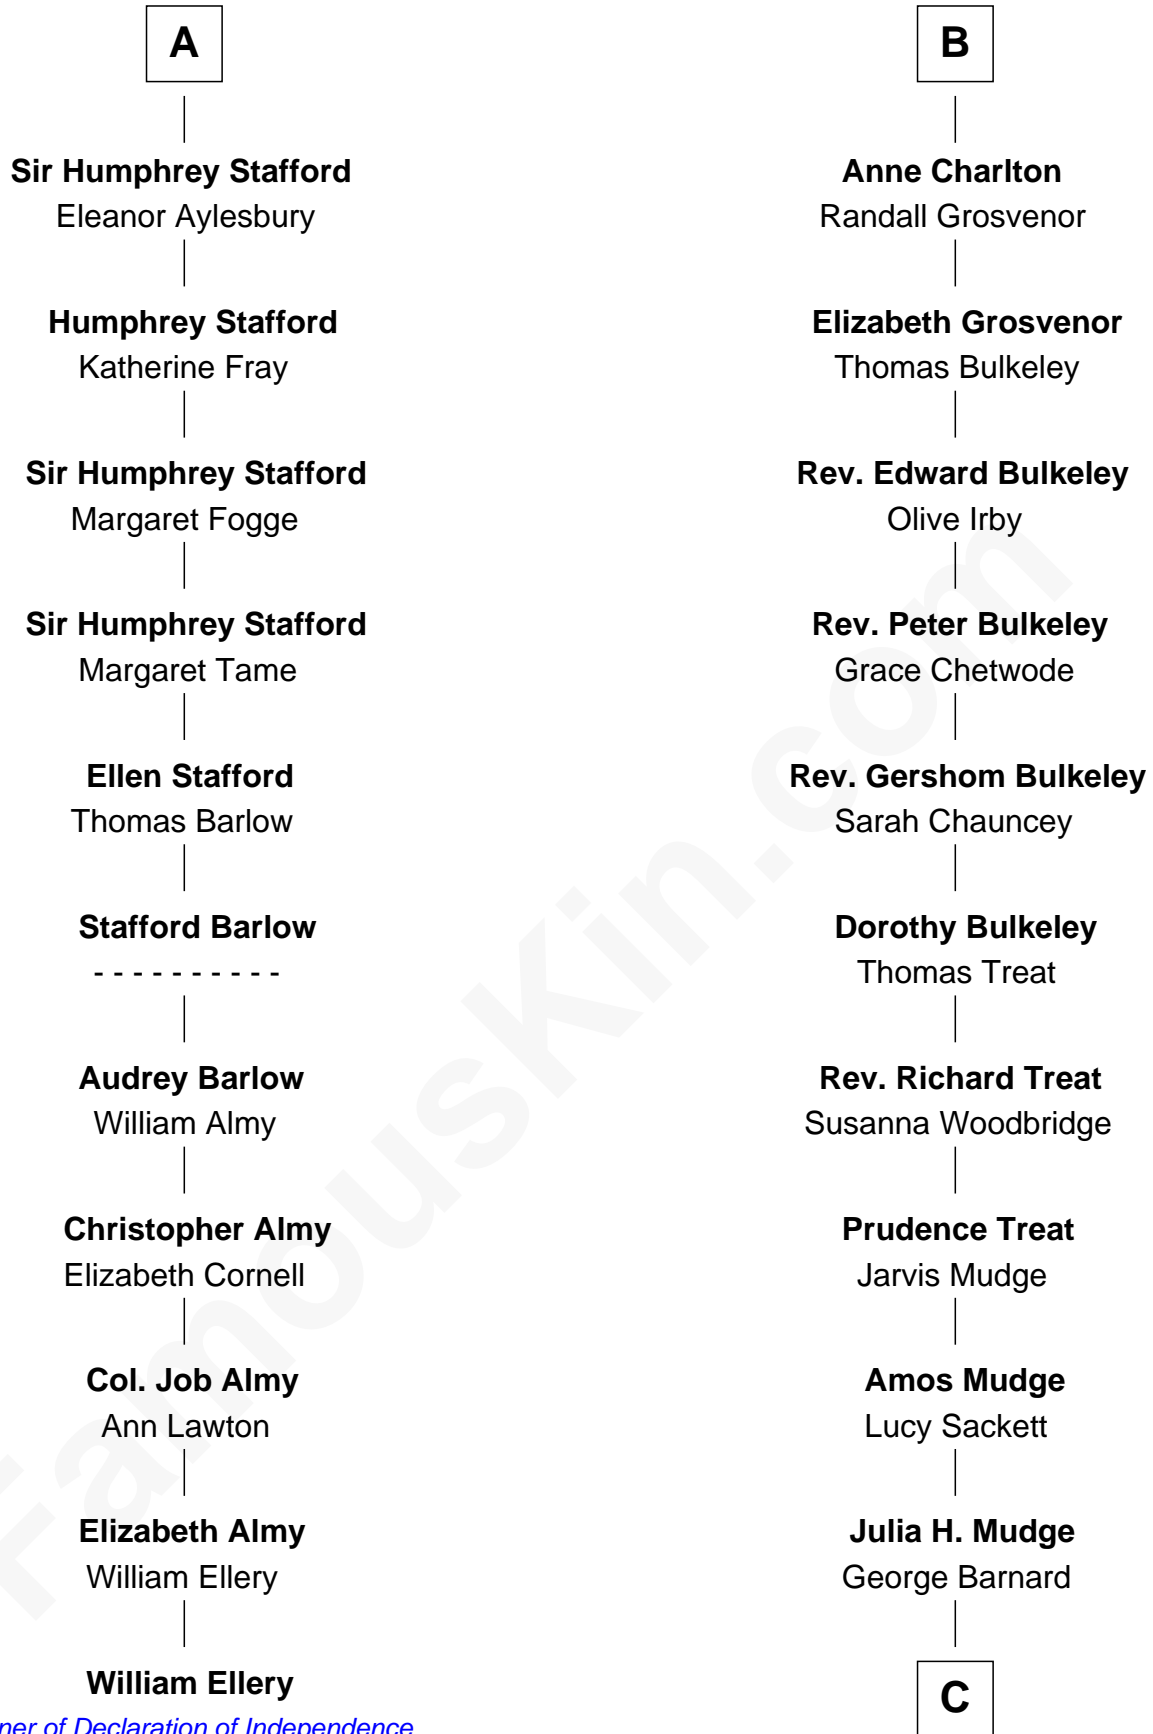 A
Sir Humphrey Stafford
Eleanor Aylesbury
Humphrey Stafford
Katherine Fray
Sir Humphrey Stafford
Margaret Fogge
Sir Humphrey Stafford
Margaret Tame
Ellen Stafford
Thomas Barlow
Stafford Barlow
- - - - - - - - - -
Audrey Barlow
William Almy
Christopher Almy
Elizabeth Cornell
Col. Job Almy
Ann Lawton
Elizabeth Almy
William Ellery
William Ellery
ner of Declaration of Independence
B
Anne Charlton
Randall Grosvenor
Elizabeth Grosvenor
Thomas Bulkeley
Rev. Edward Bulkeley
Olive Irby
Rev. Peter Bulkeley
Grace Chetwode
Rev. Gershom Bulkeley
Sarah Chauncey
Dorothy Bulkeley
Thomas Treat
Rev. Richard Treat
Susanna Woodbridge
Prudence Treat
Jarvis Mudge
Amos Mudge
Lucy Sackett
Julia H. Mudge
George Barnard
C
FamousKin.com